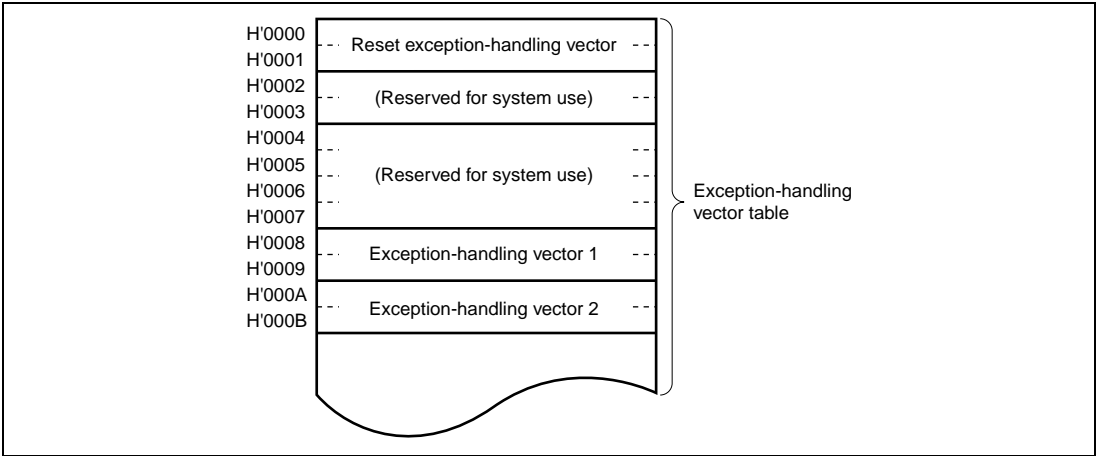 H'0000
Reset exception-handling vector
H'0001
H'0002
(Reserved for system use)
H'0003
H'0004
H'0005
(Reserved for system use)
H'0006
H'0007
Exception-handling
vector table
H'0008
Exception-handling vector 1
H'0009
H'000A
Exception-handling vector 2
H'000B